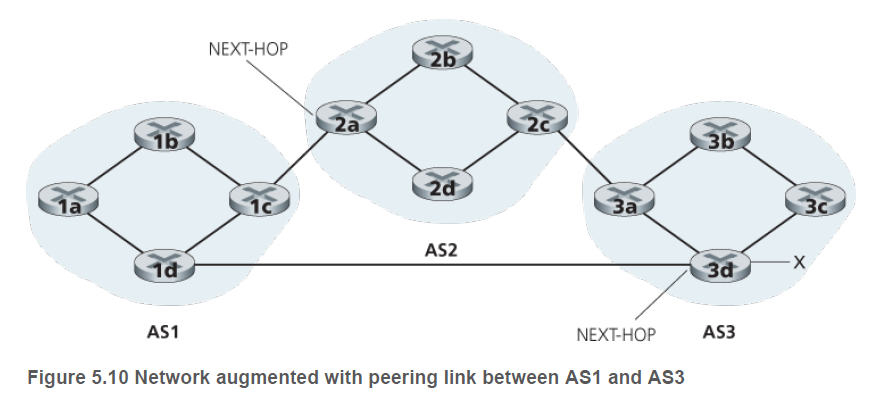 NEXT-HOP
2b
2a
2c
2d
1b
1a
1c
1d
3b
3a
3c
3d
X
AS2
AS1
NEXT-HOP
AS3
Figure 5.10 Network augmented with peering link between AS1 and AS3